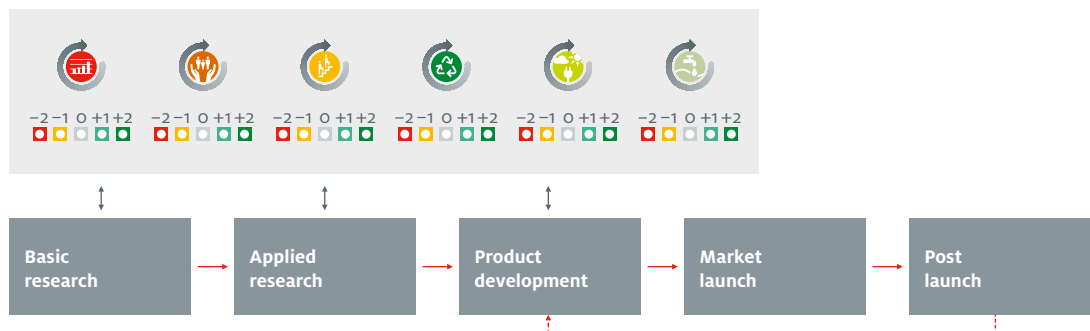 −2 −1 0 +1 +2 −2 −1 0 +1 +2 −2 −1 0 +1 +2 −2 −1 0 +1 +2 −2 −1 0 +1 +2 −2 −1 0 +1 +2
Basic
research
Applied
research
Product
development
Market
launch
Post
launch